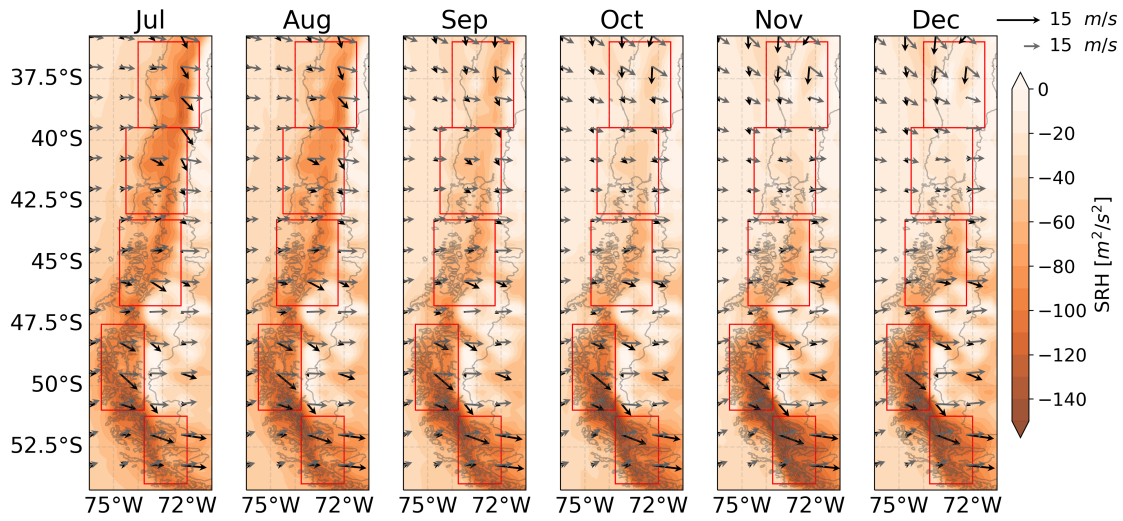 Jul Aug Sep Oct Nov Dec
15 m/s
15 m/s
37.5°S
40°S
42.5°S
45°S
47.5°S
50°S
52.5°S
75°W 72°W 75°W 72°W 75°W 72°W 75°W 72°W 75°W 72°W 75°W 72°W
0
−20
−40
−60
−80
−100
−120
−140
SRH [m²/s²]